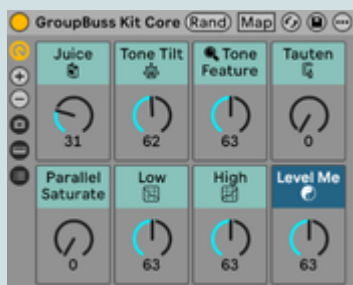 GroupBuss Kit Core Rand Map
Juice
Tone Tilt
Tone
Feature
Tauten
31
62
63
0
Parallel
Saturate
Low
High
Level Me
0
63
63
63